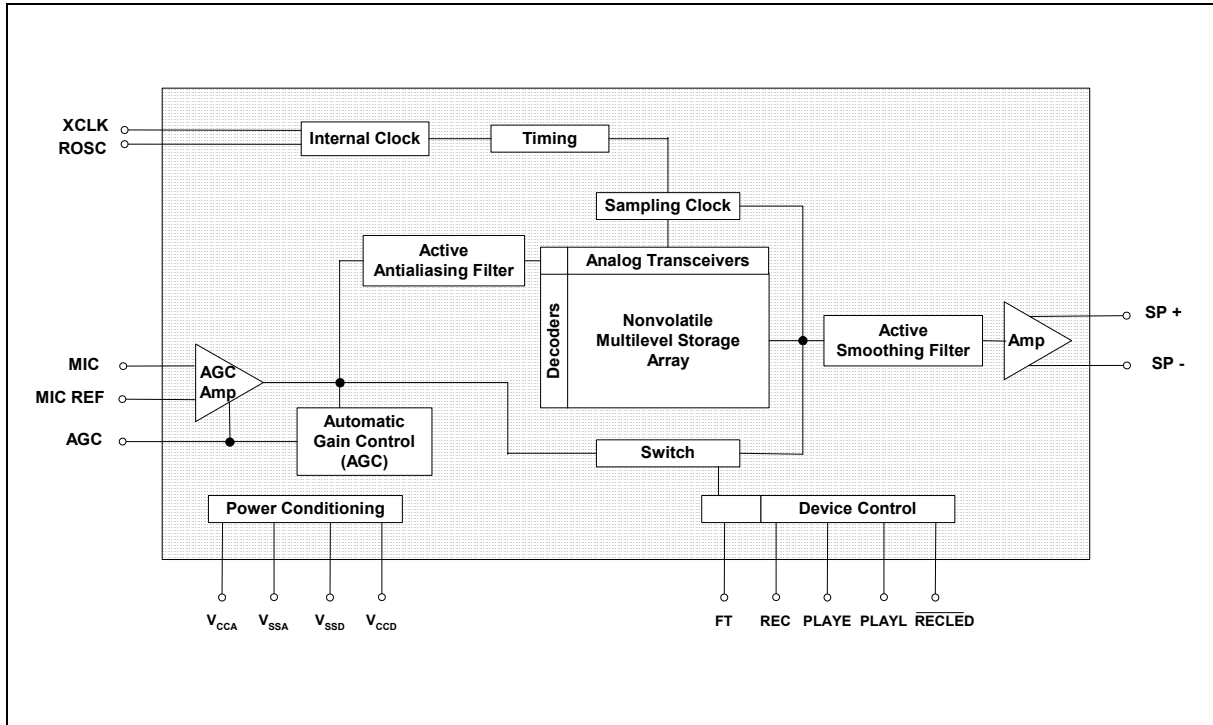 XCLK
ROSC
Internal Clock
Timing
Sampling Clock
Active
Antialiasing Filter
Analog Transceivers
Decoders
Nonvolatile
Multilevel Storage
Array
Active
Smoothing Filter
Amp
SP +
SP -
MIC
MIC REF
AGC
AGC
Amp
Automatic
Gain Control
(AGC)
Switch
Power Conditioning
Device Control
VCCA
VSSA
VSSD
VCCD
FT
REC
PLAYE
PLAYL
RECLED